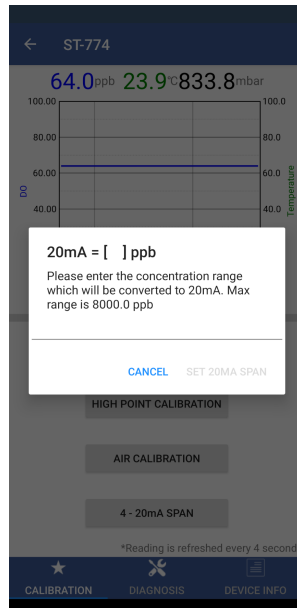 ST-774
64.0ppb 23.9°C 833.8mbar
100.00 100.0
80.00 80.0
60.00 60.0
DO Temperature
40.00 40.0
20mA = [ ] ppb
Please enter the concentration range
which will be converted to 20mA. Max
range is 8000.0 ppb
CANCEL SET 20MA SPAN
HIGH POINT CALIBRATION
AIR CALIBRATION
4 - 20mA SPAN
*Reading is refreshed every 4 second
CALIBRATION DIAGNOSIS DEVICE INFO